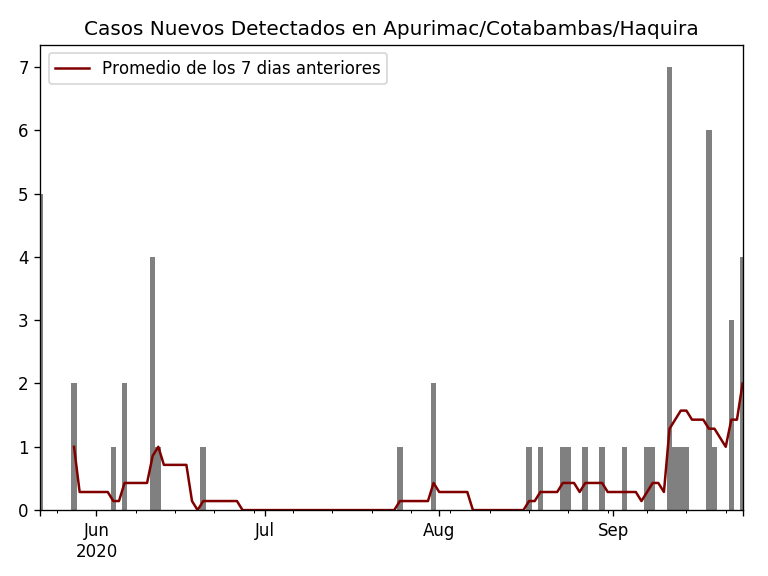 Casos Nuevos Detectados en Apurimac/Cotabambas/Haquira
Promedio de los 7 dias anteriores
7
6
5
4
3
2
1
0
Jun
2020
Jul
Aug
Sep